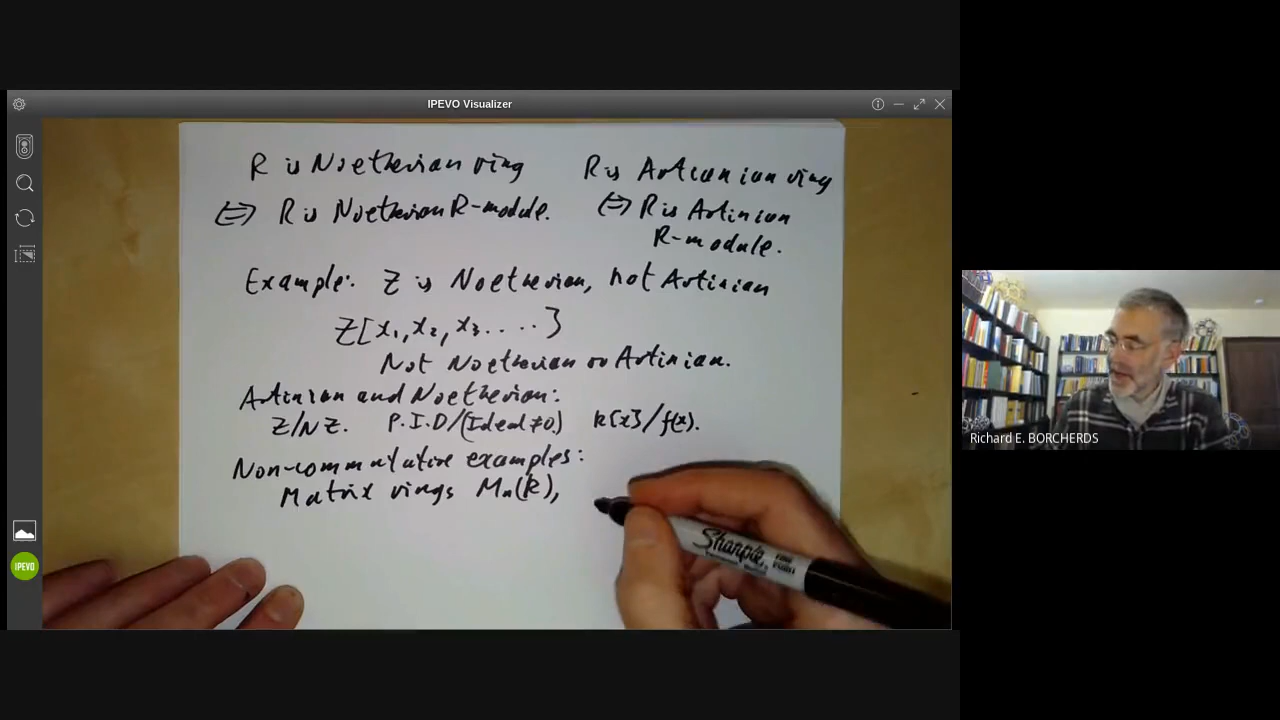 IPEVO Visualizer
R is Noetherian ring
⇔ R is Noetherian R-module.
R is Artinian ring
⇔ R is Artinian
R-module.
Example: Z is Noetherian, not Artinian
Z[x₁, x₂, x₃ . . . . ]
Not Noetherian or Artinian.
Artinian and Noetherian:
Z/NZ. P.I.D/(Ideal ≠ 0) k[x]/f(x).
Non-commutative examples:
Matrix rings Mₙ(k),
Sharpie
IPEVO
Richard E. BORCHERDS